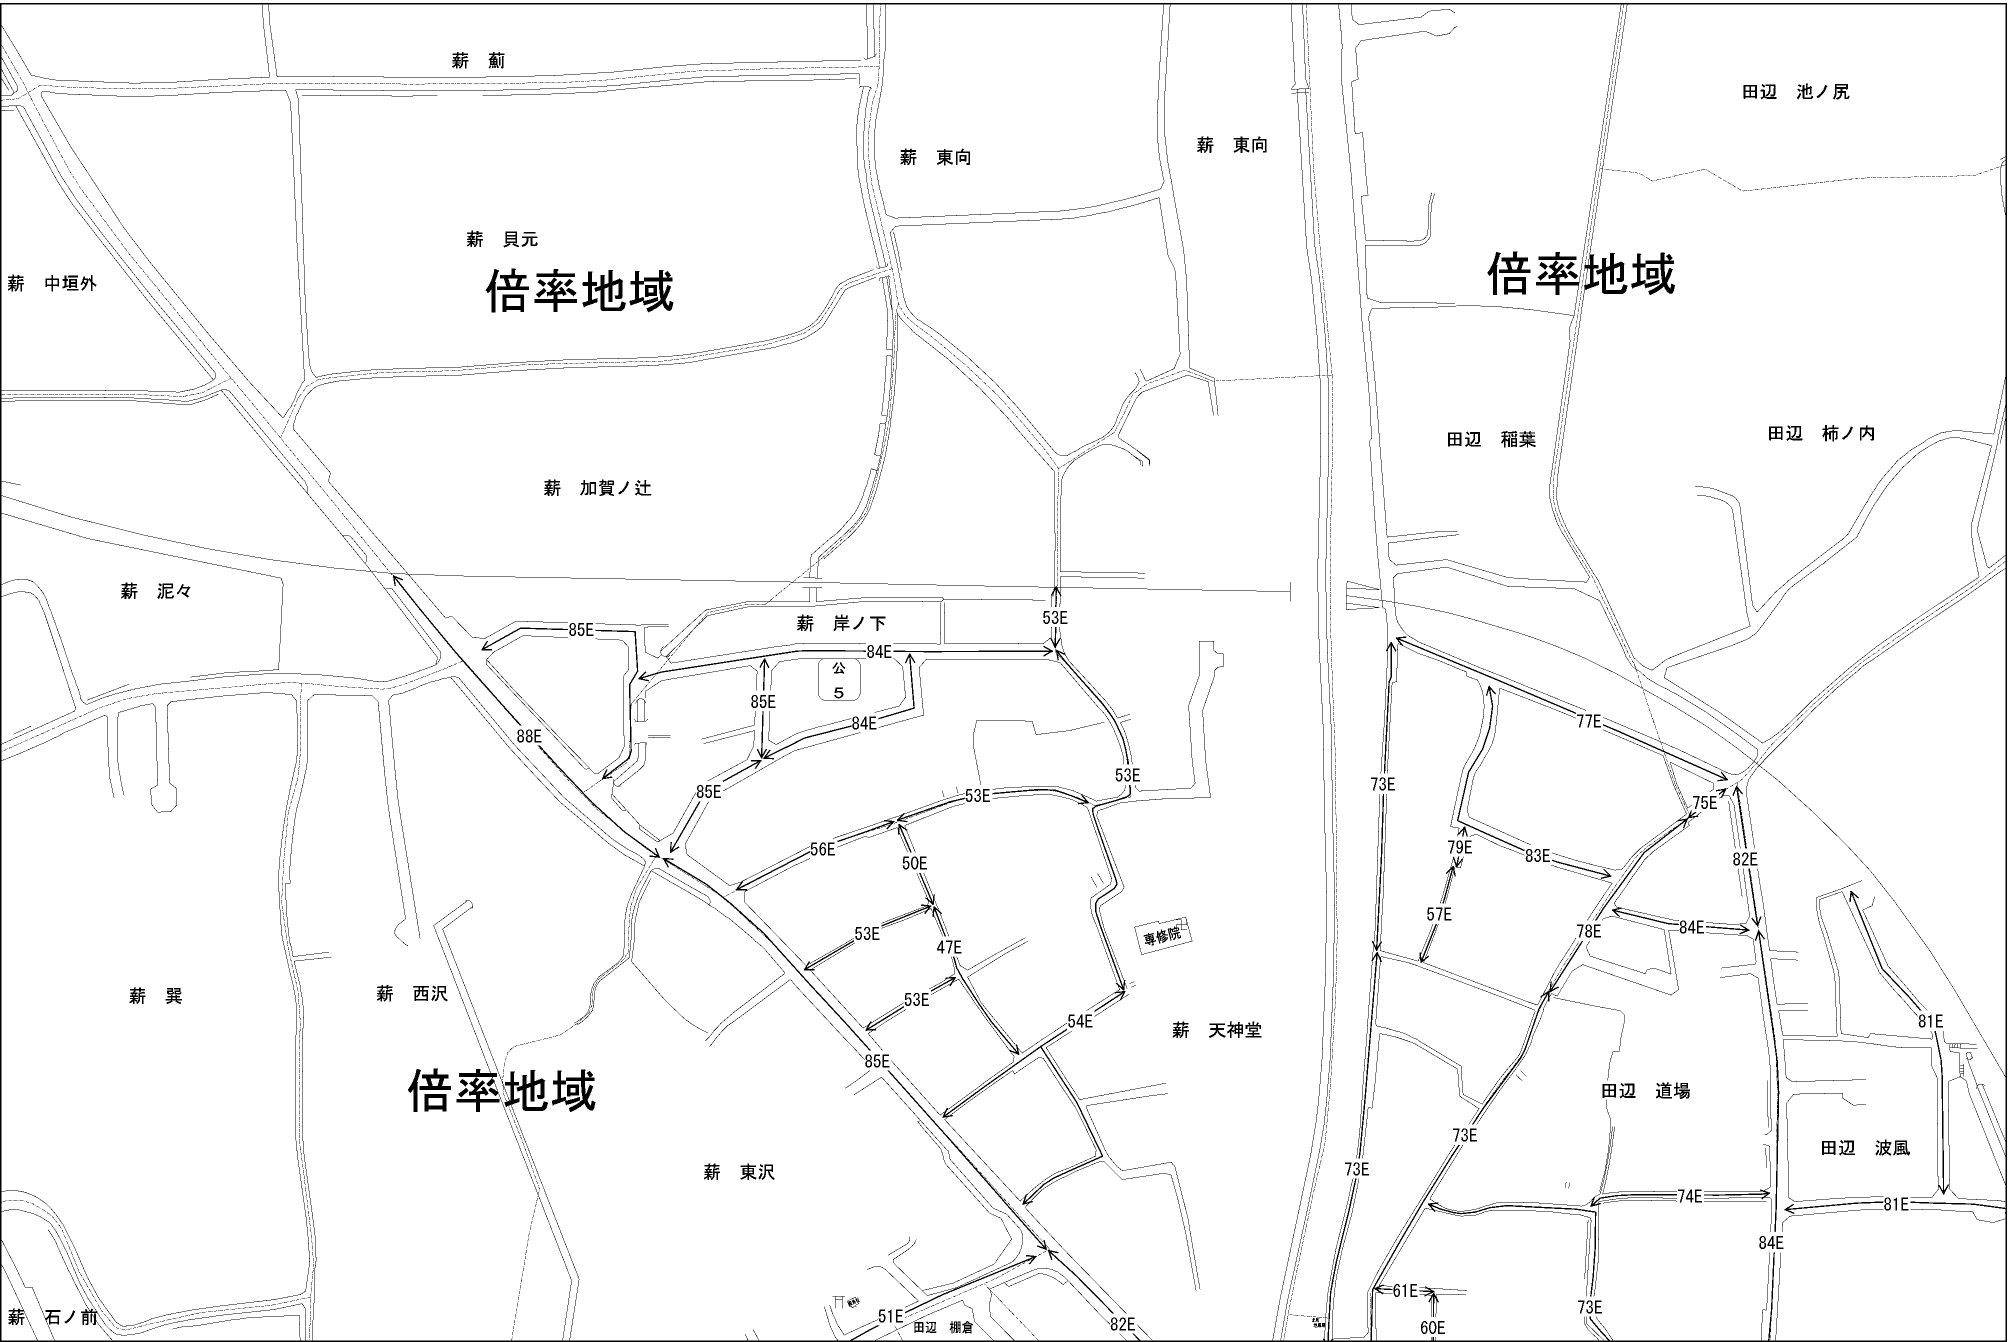 薪　薊
田辺　池ノ尻
薪　東向
薪　東向
薪　貝元
倍率地域
倍率地域
薪　中垣外
田辺　稲葉
田辺　柿ノ内
薪　加賀ノ辻
薪　泥々
薪　岸ノ下
53E
85E
84E
公
5
85E
84E
88E
77E
53E
73E
85E
53E
75E
56E
50E
79E
83E
82E
57E
53E
47E
78E
84E
専修院
薪　巽
薪　西沢
53E
54E
薪　天神堂
81E
85E
倍率地域
田辺　道場
73E
田辺　波風
薪　東沢
73E
74E
81E
84E
61E
73E
60E
薪　石ノ前
51E
田辺　棚倉
82E